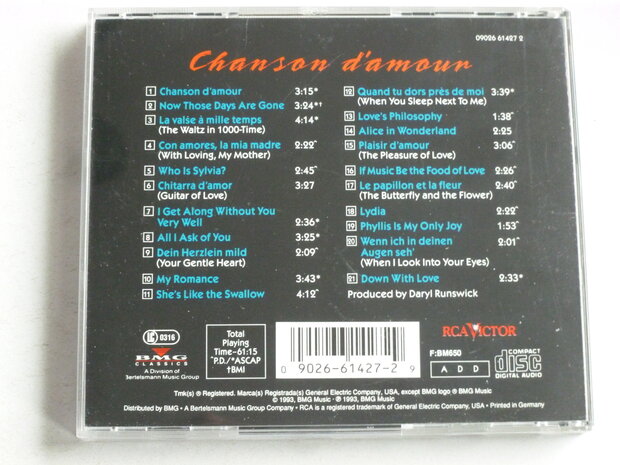 09026 61427 2
Chanson d'amour
1 Chanson d'amour 3:15*
2 Now Those Days Are Gone 3:24*†
3 La valse à mille temps 4:14*
(The Waltz in 1000-Time)
4 Con amores, la mia madre 2:22^
(With Loving, My Mother)
5 Who Is Sylvia? 2:45^
6 Chitarra d'amor 3:27
(Guitar of Love)
7 I Get Along Without You
Very Well 2:36*
8 All I Ask of You 3:25*
9 Dein Herzlein mild 2:09^
(Your Gentle Heart)
10 My Romance 3:43*
11 She's Like the Swallow 4:12^
12 Quand tu dors près de moi 3:39*
(When You Sleep Next To Me)
13 Love's Philosophy 1:38^
14 Alice in Wonderland 2:25
15 Plaisir d'amour 3:06^
(The Pleasure of Love)
16 If Music Be the Food of Love 2:26^
17 Le papillon et la fleur 2:40^
(The Butterfly and the Flower)
18 Lydia 2:22^
19 Phyllis Is My Only Joy 1:53^
20 Wenn ich in deinen 2:01^
Augen seh'
(When I Look Into Your Eyes)
21 Down With Love 2:33*
Produced by Daryl Runswick
LC 0316
BMG
CLASSICS
A Division of
Bertelsmann Music Group
Total
Playing
Time-61:15
^P.D./*ASCAP
†BMI
0 9026-61427-2 9
RCA VICTOR
F:BM650
A D D
COMPACT
disc
DIGITAL AUDIO
Tmk(s) ® Registered. Marca(s) Registrada(s) General Electric Company, USA, except BMG logo ® BMG Music
© 1993, BMG Music • ℗ 1993, BMG Music
Distributed by BMG • A Bertelsmann Music Group Company • RCA is a registered trademark of General Electric Company, USA • Printed in Germany